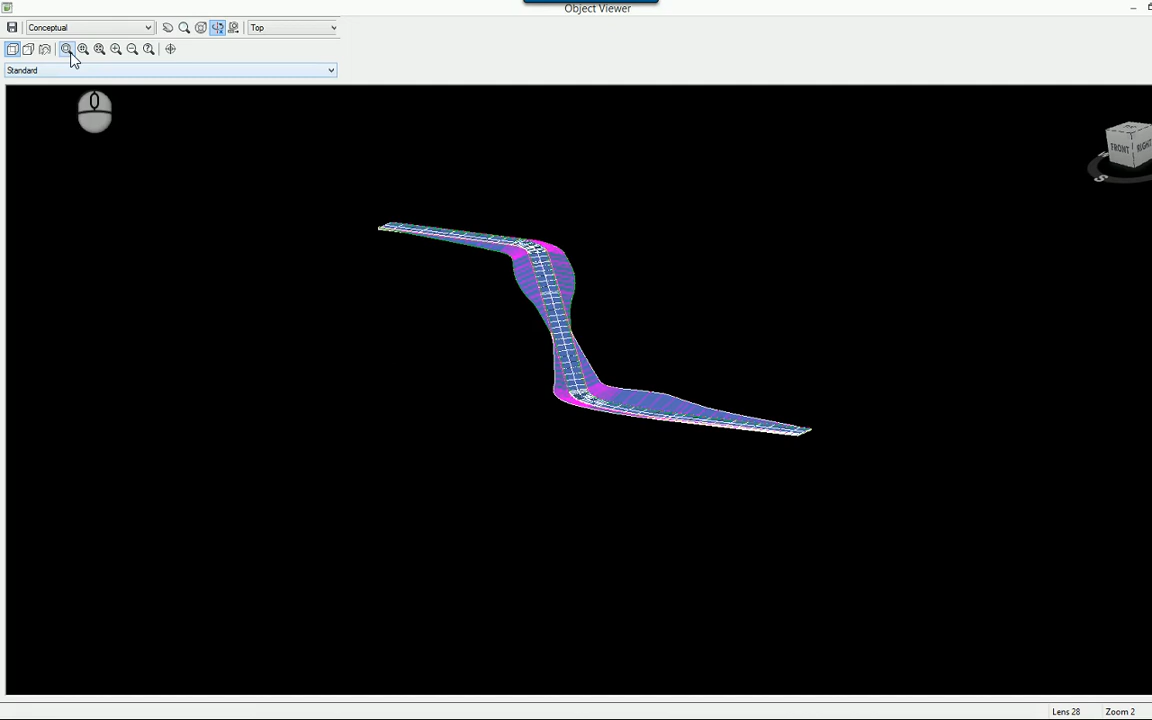 Object Viewer
Conceptual
Top
Standard
FRONT
RIGHT
S
Lens 28
Zoom 2